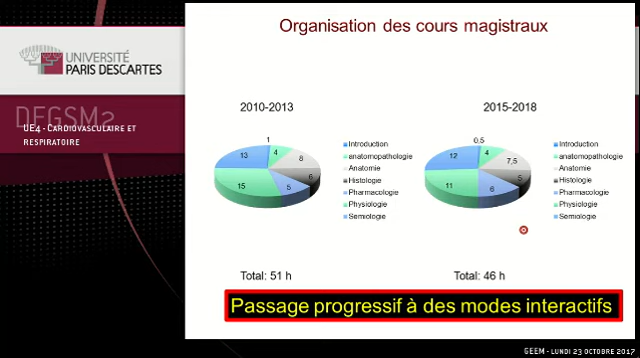 Organisation des cours magistraux
UNIVERSITÉ
PARIS DESCARTES
DFGSM2
UE4 - CARDIOVASCULAIRE ET
RESPIRATOIRE
2010-2013
1
4
8
6
5
15
13
Introduction
anatomopathologie
Anatomie
Histologie
Pharmacologie
Physiologie
Semiologie
Total: 51 h
2015-2018
0,5
4
7,5
5
6
11
12
Introduction
anatomopathologie
Anatomie
Histologie
Pharmacologie
Physiologie
Semiologie
Total: 46 h
Passage progressif à des modes interactifs
GEEM - LUNDI 23 OCTOBRE 2017